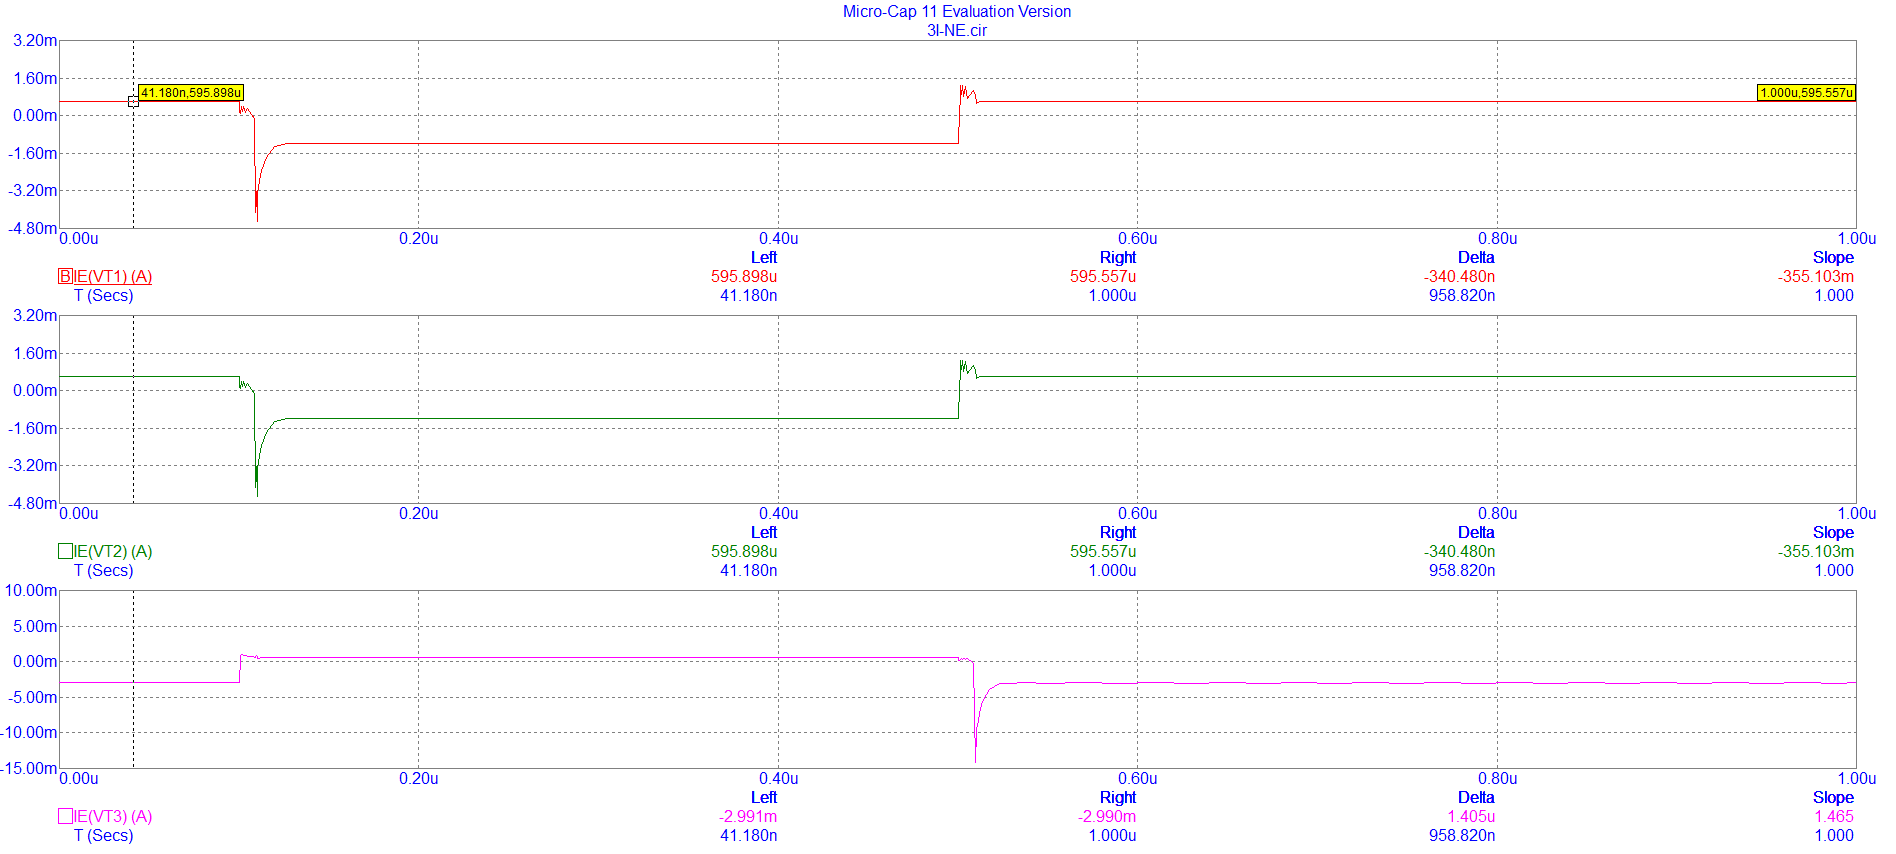 Micro-Cap 11 Evaluation Version
3I-NE.cir
3.20m
1.60m
0.00m
-1.60m
-3.20m
-4.80m
41.180n,595.898u
1.000u,595.557u
0.00u 0.20u 0.40u 0.60u 0.80u 1.00u
Left Right Delta Slope
B IE(VT1) (A) 595.898u 595.557u -340.480n -355.103m
T (Secs) 41.180n 1.000u 958.820n 1.000
3.20m
1.60m
0.00m
-1.60m
-3.20m
-4.80m
0.00u 0.20u 0.40u 0.60u 0.80u 1.00u
Left Right Delta Slope
IE(VT2) (A) 595.898u 595.557u -340.480n -355.103m
T (Secs) 41.180n 1.000u 958.820n 1.000
10.00m
5.00m
0.00m
-5.00m
-10.00m
-15.00m
0.00u 0.20u 0.40u 0.60u 0.80u 1.00u
Left Right Delta Slope
IE(VT3) (A) -2.991m -2.990m 1.405u 1.465
T (Secs) 41.180n 1.000u 958.820n 1.000